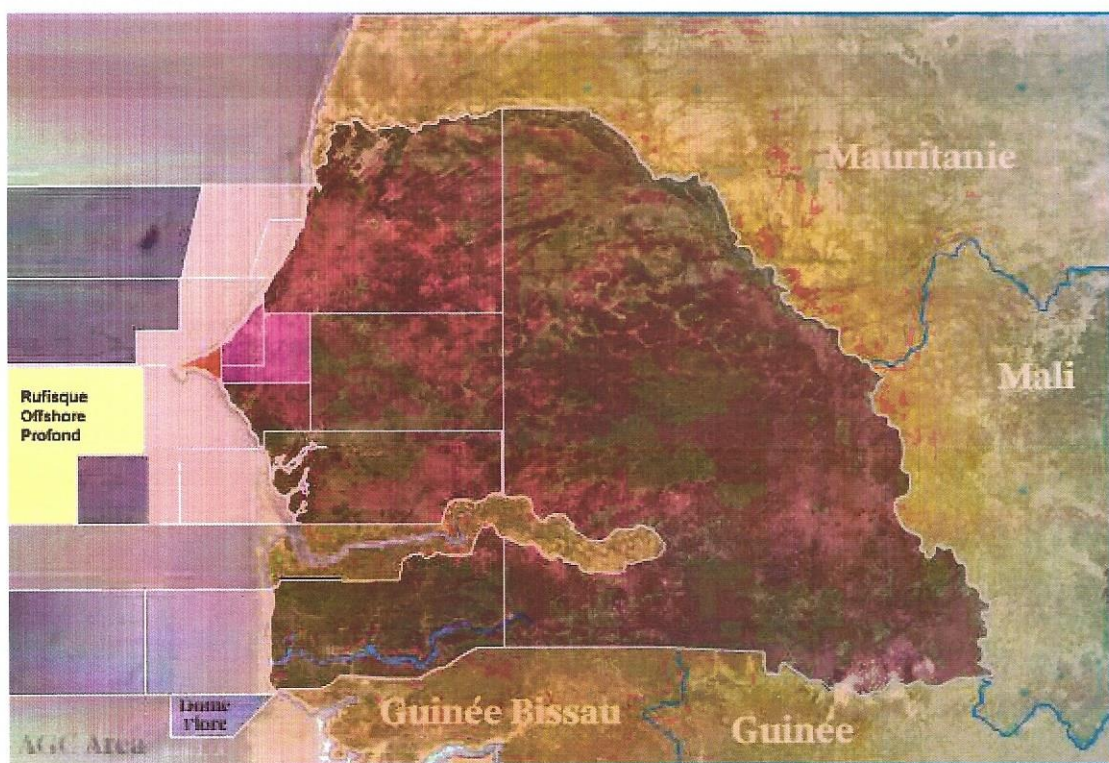 Mauritanie
Mali
Rufisque
Offshore
Profond
Dome
Flore
Guinée Bissau
Guinée
AGC Area